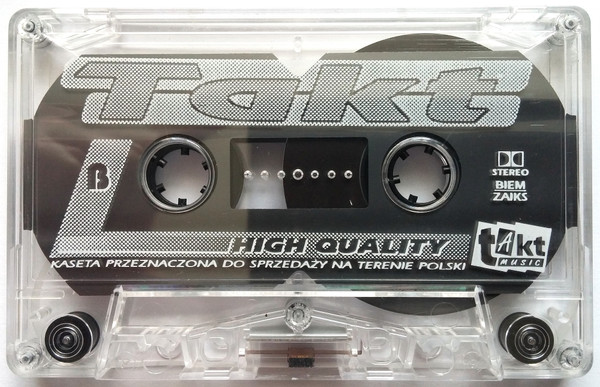 Takt
B
STEREO
BIEM
ZAIKS
HIGH QUALITY
takt
MUSIC
KASETA PRZEZNACZONA DO SPRZEDAŻY NA TERENIE POLSKI